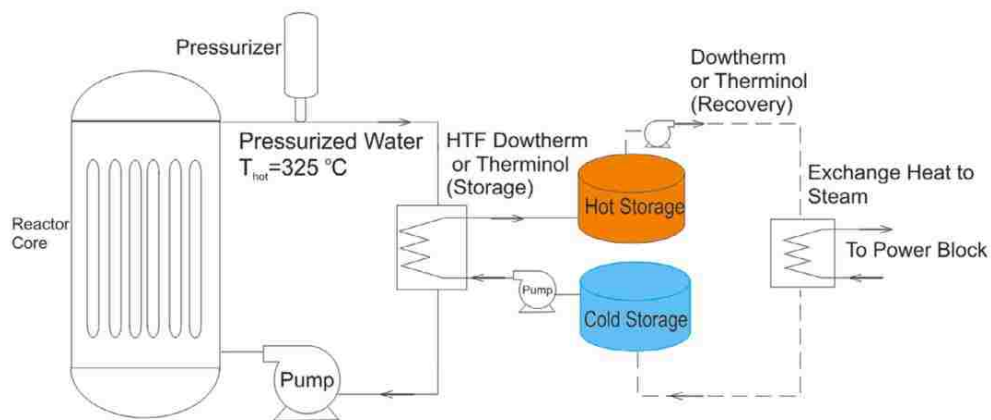 Pressurizer
Pressurized Water
T_hot=325 °C
Reactor
Core
Pump
HTF Dowtherm
or Therminol
(Storage)
Hot Storage
Pump
Cold Storage
Dowtherm
or Therminol
(Recovery)
Exchange Heat to
Steam
To Power Block